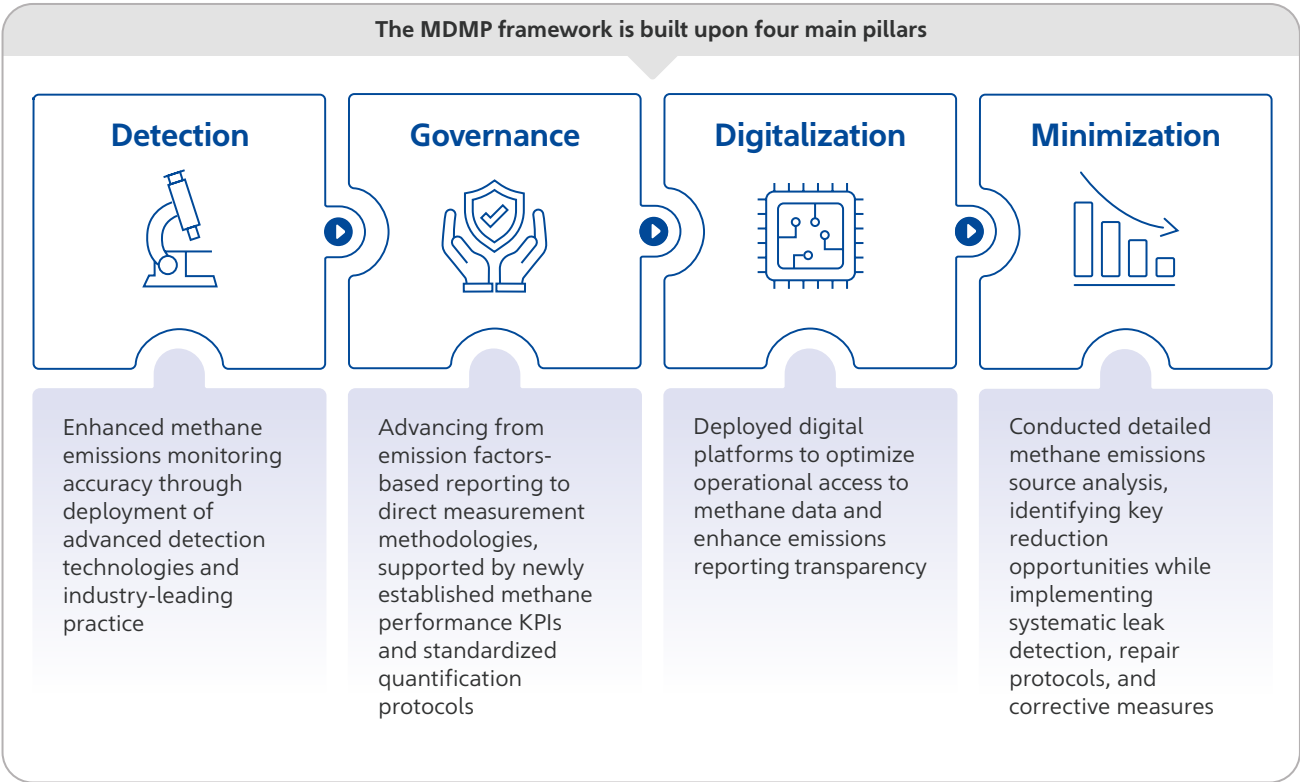 The MDMP framework is built upon four main pillars
Detection
Enhanced methane
emissions monitoring
accuracy through
deployment of
advanced detection
technologies and
industry-leading
practice
Governance
Advancing from
emission factors-
based reporting to
direct measurement
methodologies,
supported by newly
established methane
performance KPIs
and standardized
quantification
protocols
Digitalization
Deployed digital
platforms to optimize
operational access to
methane data and
enhance emissions
reporting transparency
Minimization
Conducted detailed
methane emissions
source analysis,
identifying key
reduction
opportunities while
implementing
systematic leak
detection, repair
protocols, and
corrective measures